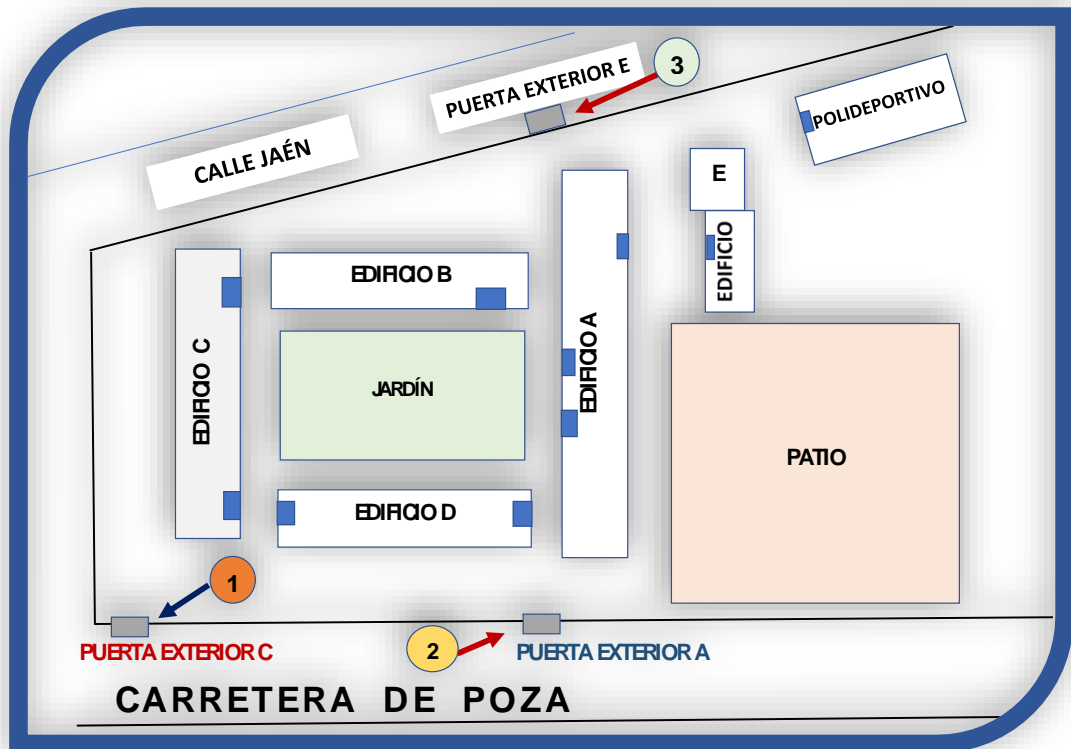 3
PUERTA EXTERIOR E
POLIDEPORTIVO
CALLE JAÉN
E
EDIFICIO
EDIFICIO B
EDIFICIO A
EDIFICIO C
JARDÍN
PATIO
EDIFICIO D
1
2
PUERTA EXTERIOR C
PUERTA EXTERIOR A
CARRETERA DE POZA